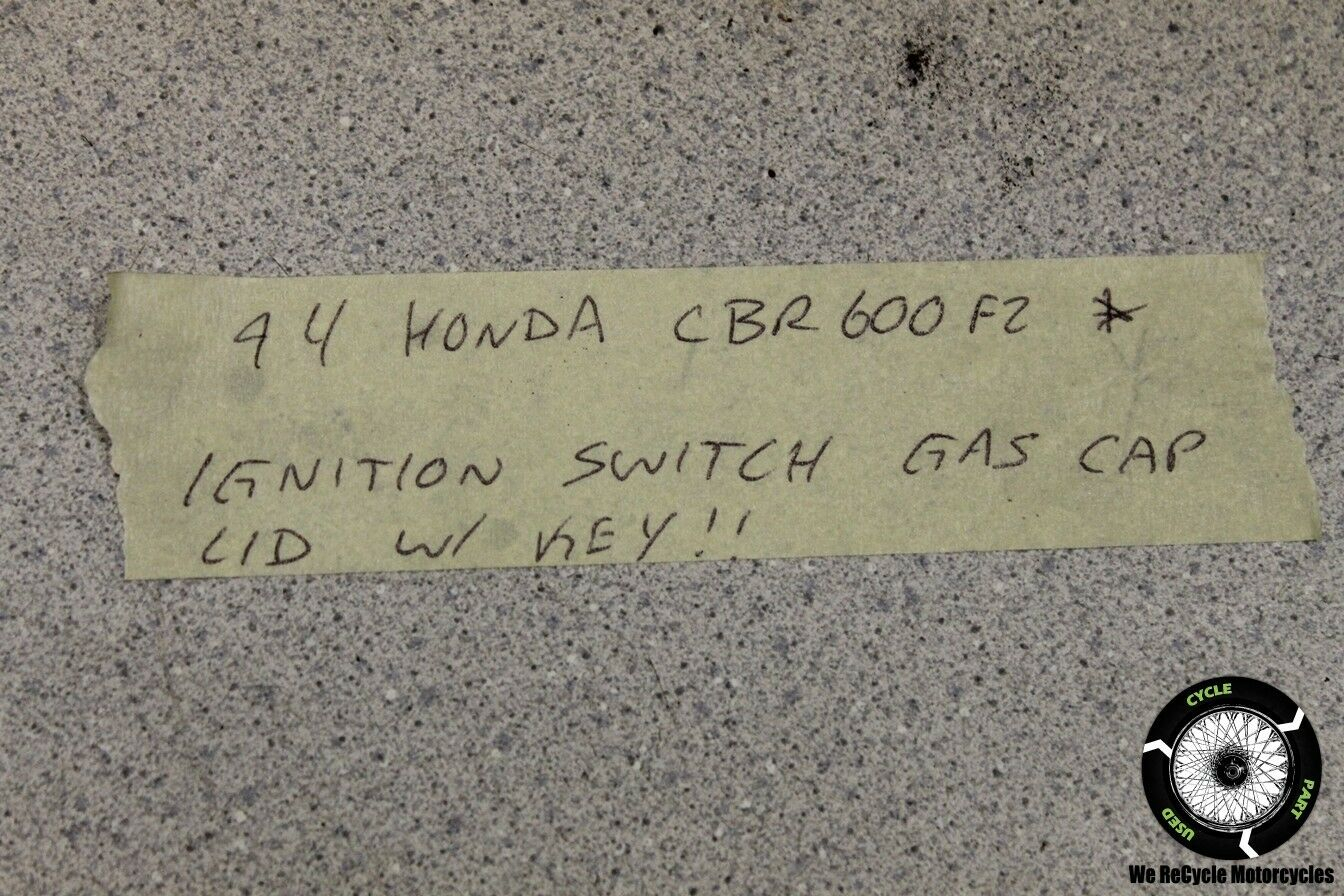 94 HONDA CBR600F2 *
IGNITION SWITCH GAS CAP
LID W/ KEY!!
CYCLE
PART
USED
We ReCycle Motorcycles